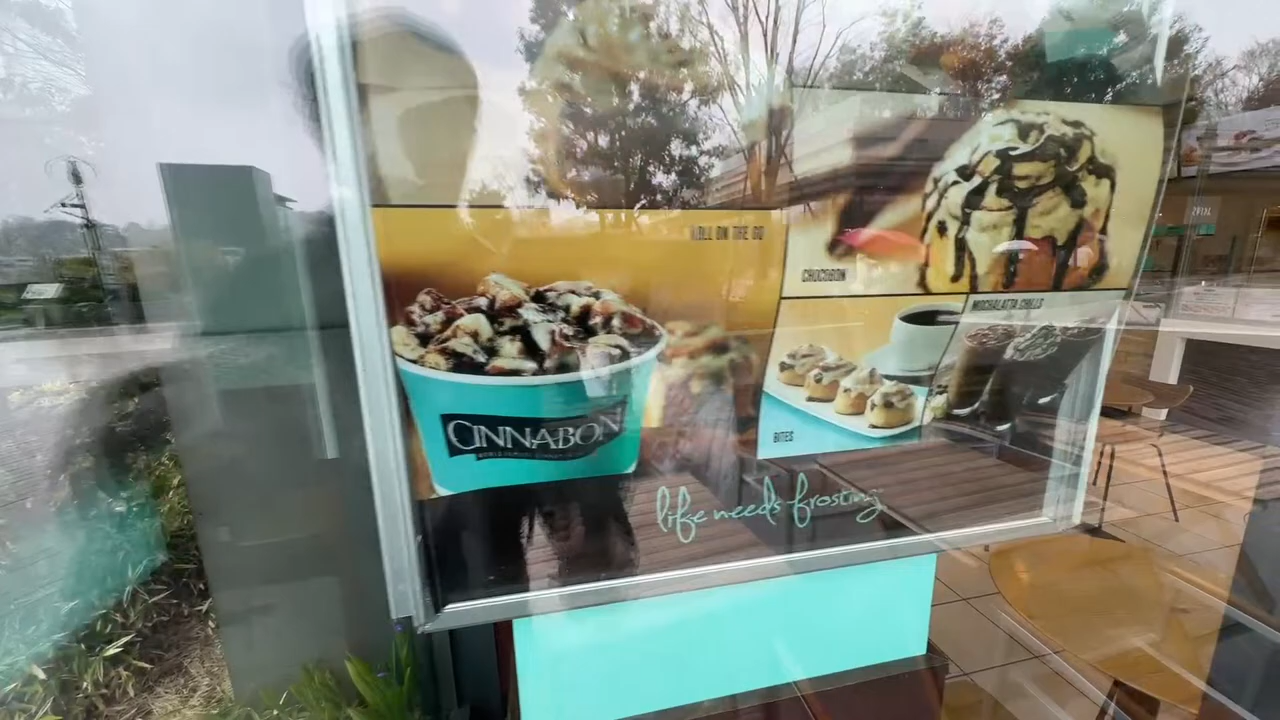 ROLL ON THE GO
CHOCOBON
MOCHALATTA CHILLS
CINNABON
BITES
life needs frosting